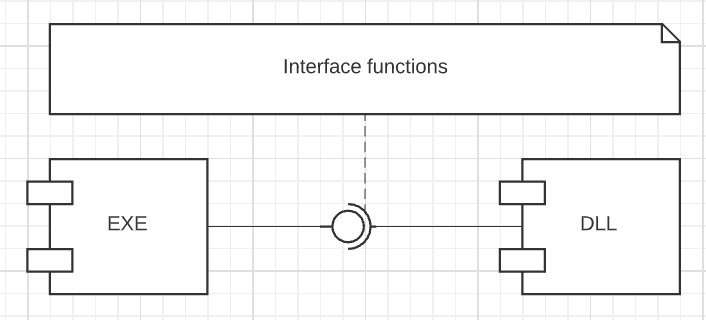 Interface functions
EXE
DLL